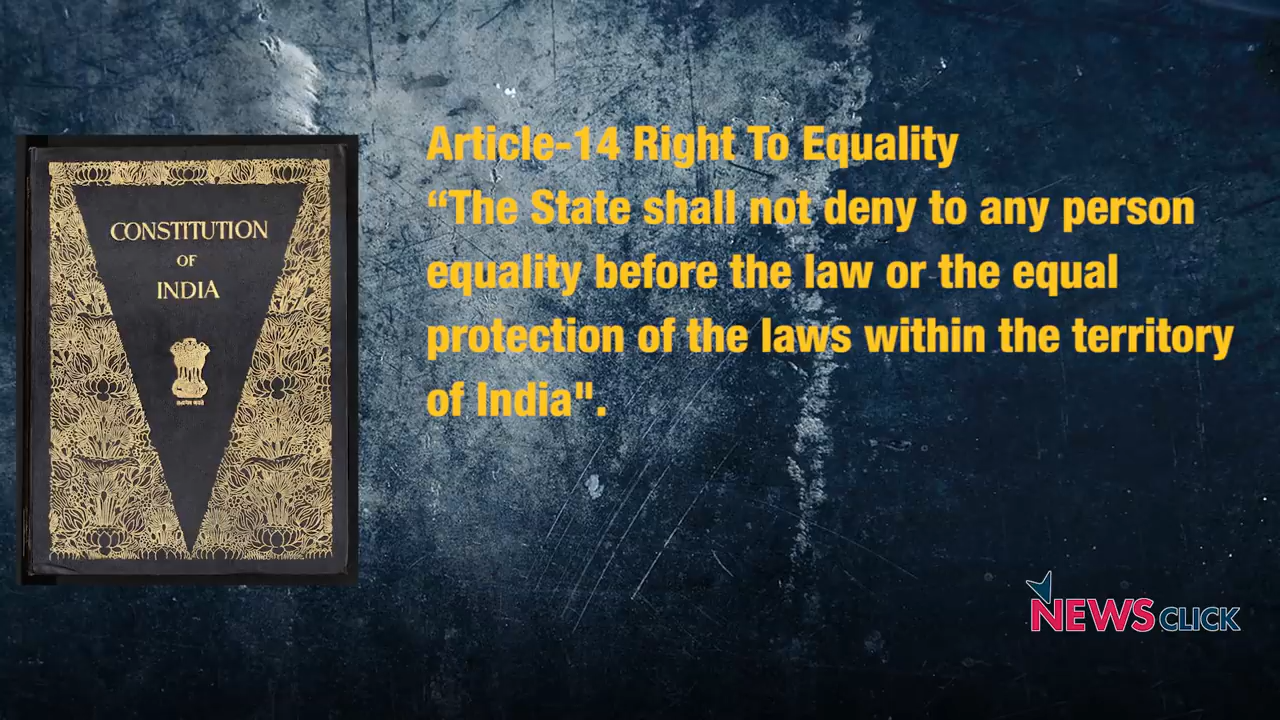 CONSTITUTION
OF
INDIA
Article-14 Right To Equality
“The State shall not deny to any person
equality before the law or the equal
protection of the laws within the territory
of India".
NEWSCLICK